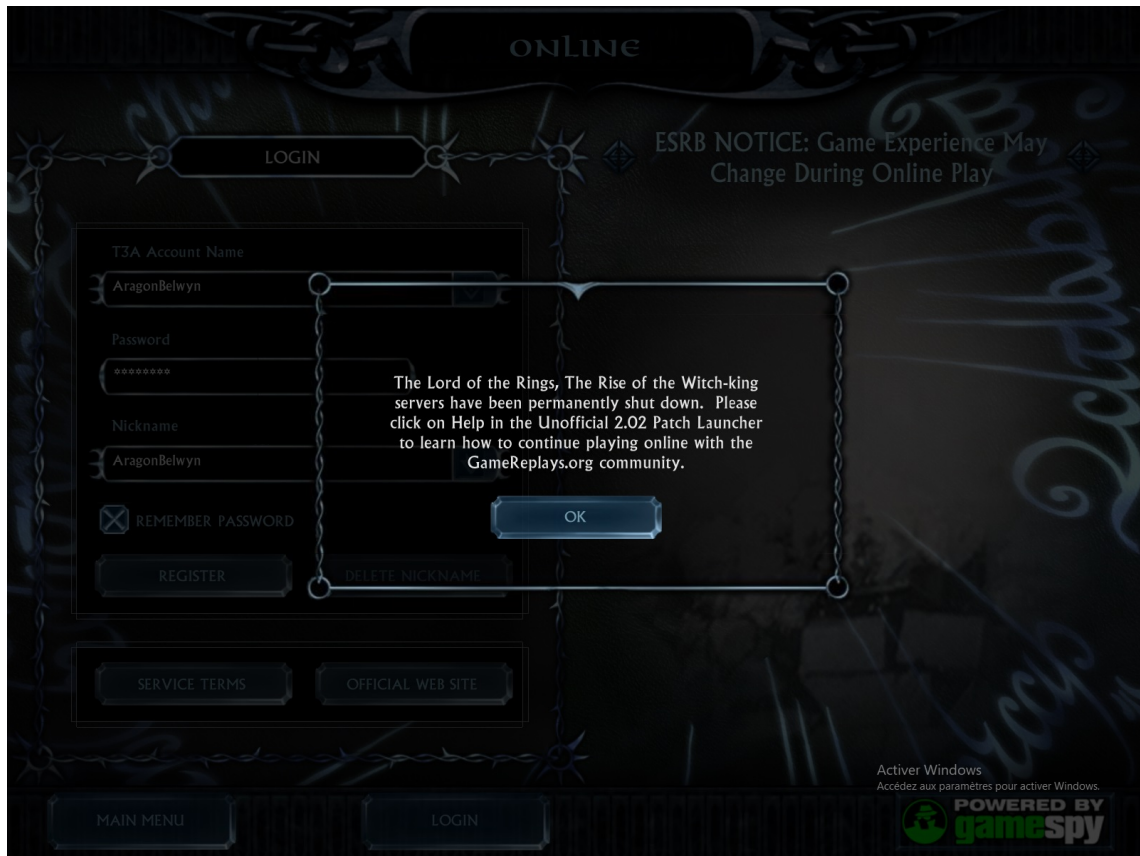 ONLINE
LOGIN
ESRB NOTICE: Game Experience May
Change During Online Play
T3A Account Name
AragonBelwyn
Password
********
Nickname
AragonBelwyn
REMEMBER PASSWORD
REGISTER
DELETE NICKNAME
The Lord of the Rings, The Rise of the Witch-king
servers have been permanently shut down. Please
click on Help in the Unofficial 2.02 Patch Launcher
to learn how to continue playing online with the
GameReplays.org community.
OK
SERVICE TERMS
OFFICIAL WEB SITE
Activer Windows
Accédez aux paramètres pour activer Windows.
MAIN MENU
LOGIN
POWERED BY
gamespy